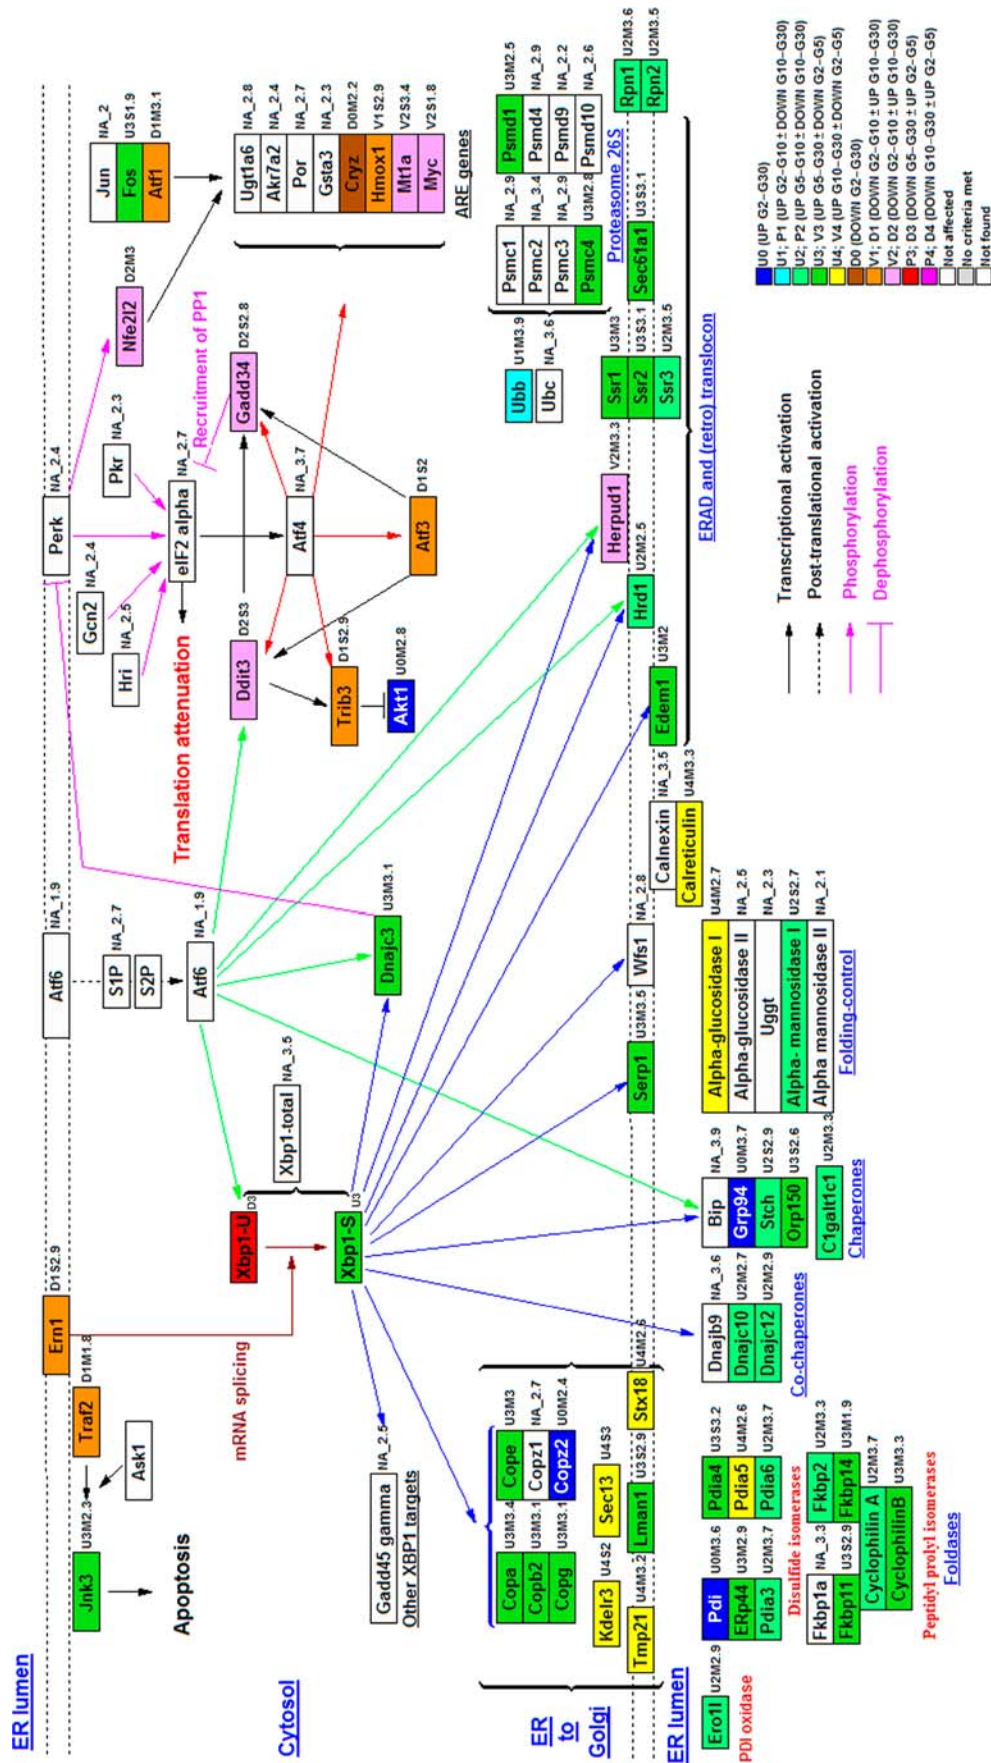 ER lumen
Ern1
D1S2.9
Atf6
NA_1.9
Perk
NA_2.4
Jnk3
U3M2.3
Traf2
D1M1.8
Ask1
Apoptosis
S1P
NA_2.7
S2P
Atf6
NA_1.9
Hri
NA_2.5
Gcn2
NA_2.4
Pkr
NA_2.3
eIF2 alpha
NA_2.7
Translation attenuation
Recruitment of PP1
Nfe2l2
D2M3
Jun
NA_2
Fos
U3S1.9
Atf1
D1M3.1
Ugt1a6
NA_2.8
Akr7a2
NA_2.4
Por
NA_2.7
Gsta3
NA_2.3
Cryz
D0M2.2
Hmox1
V1S2.9
Mt1a
V2S3.4
Myc
V2S1.8
ARE genes
Cytosol
mRNA splicing
Xbp1-U
D3
Xbp1-total
NA_3.5
Xbp1-S
U3
Dnajc3
U3M3.1
Ddit3
D2S3
Gadd34
D2S2.8
Atf4
NA_3.7
Trib3
D1S2.9
Atf3
D1S2
Akt1
U0M2.8
Gadd45 gamma
NA_2.5
Other XBP1 targets
ER
to
Golgi
Copa
U3M3.4
Copb2
U3M3.1
Copg
U3M3.1
Cope
U3M3
Copz1
NA_2.7
Copz2
U0M2.4
Kdelr3
U4S2
Sec13
U4S3
Tmp21
U4M3.2
Lman1
U3S2.9
Stx18
U4M2.6
Serp1
U3M3.5
Wfs1
NA_2.8
Edem1
U3M2
Hrd1
U2M2.5
Herpud1
V2M3.3
Ubb
U1M3.9
Ubc
NA_3.6
Psmc1
NA_2.9
Psmc2
NA_3.4
Psmc3
NA_2.9
Psmc4
U3M2.8
Psmd1
U3M2.5
Psmd4
NA_2.9
Psmd9
NA_2.2
Psmd10
NA_2.6
Proteasome 26S
Ssr1
U3M3
Ssr2
U3S3.1
Ssr3
U2M3.5
Sec61a1
U3S3.1
Rpn1
U2M3.6
Rpn2
U2M3.5
ERAD and (retro) translocon
Calnexin
NA_3.5
Calreticulin
U4M3.3
ER lumen
Ero1l
U2M2.9
PDI oxidase
Pdi
U0M3.6
ERp44
U3M2.9
Pdia3
U2M3.7
Pdia4
U3S3.2
Pdia5
U4M2.6
Pdia6
U2M3.7
Disulfide isomerases
Fkbp1a
NA_3.3
Fkbp11
U3S2.9
Fkbp2
U2M3.3
Fkbp14
U3M1.9
Cyclophilin A
U2M3.7
CyclophilinB
U3M3.3
Peptidyl prolyl isomerases
Foldases
Dnajb9
NA_3.6
Dnajc10
U2M2.7
Dnajc12
U2M2.9
Co-chaperones
Bip
NA_3.9
Grp94
U0M3.7
Stch
U2S2.9
Orp150
U3S2.6
C1galt1c1
U2M3.3
Chaperones
Alpha-glucosidase I
U4M2.7
Alpha-glucosidase II
NA_2.5
Uggt
NA_2.3
Alpha- mannosidase I
U2S2.7
Alpha mannosidase II
NA_2.1
Folding-control
Transcriptional activation
Post-translational activation
Phosphorylation
Dephosphorylation
U0 (UP G2-G30)
U1; P1 (UP G2-G10 ± DOWN G10-G30)
U2; P2 (UP G5-G30 ± DOWN G10-G30)
U3; V3 (UP G5-G30 ± DOWN G2-G5)
U4; V4 (UP G10-G30 ± DOWN G2-G5)
D0 (DOWN G2-G30)
V1; D1 (DOWN G2-G10 ± UP G10-G30)
V2; D2 (DOWN G2-G10 ± UP G10-G30)
P3; D3 (DOWN G5-G30 ± UP G2-G5)
P4; D4 (DOWN G10-G30 ± UP G2-G5)
Not affected
No criteria met
Not found